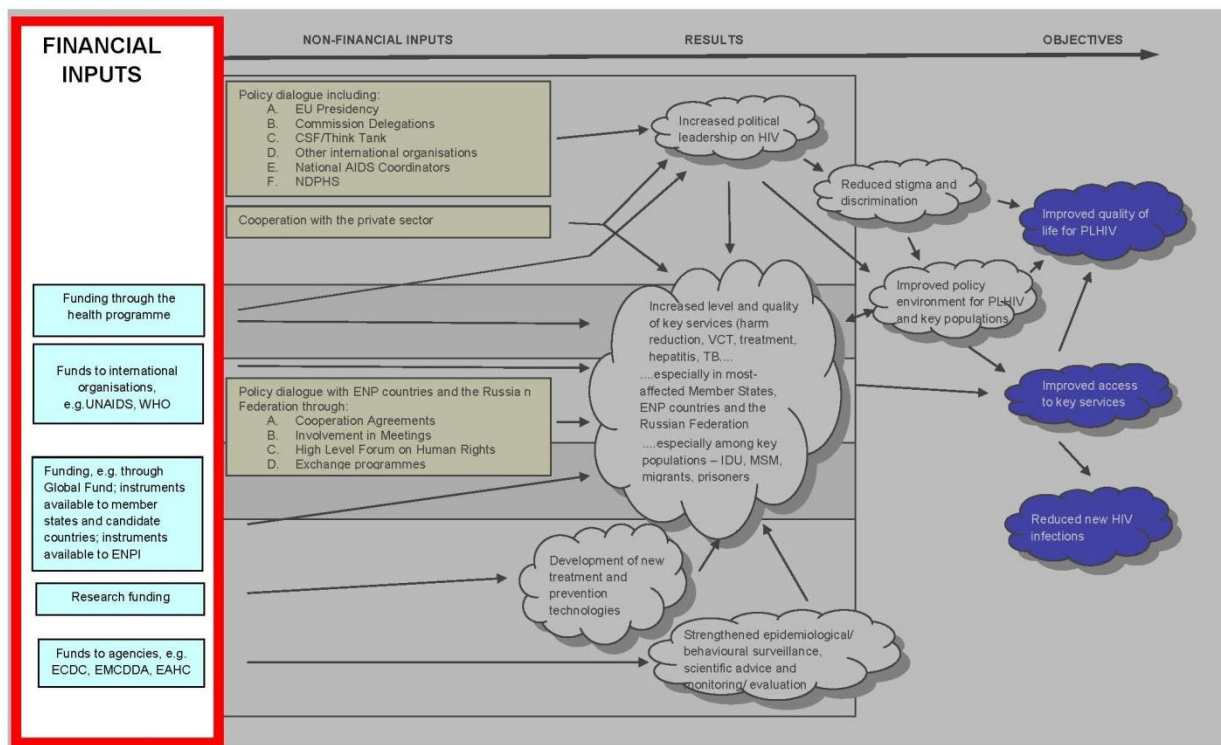 FINANCIAL
INPUTS
NON-FINANCIAL INPUTS
RESULTS
OBJECTIVES
Policy dialogue including:
A. EU Presidency
B. Commission Delegations
C. CSF/Think Tank
D. Other international organisations
E. National AIDS Coordinators
F. NDPHS
Cooperation with the private sector
Increased political
leadership on HIV
Reduced stigma and
discrimination
Improved quality of
life for PLHIV
Funding through the
health programme
Increased level and quality
of key services (harm
reduction, VCT, treatment,
hepatitis, TB....
....especially in most-
affected Member States,
ENP countries and the
Russian Federation
....especially among key
populations – IDU, MSM,
migrants, prisoners
Improved policy
environment for PLHIV
and key populations
Funds to international
organisations,
e.g.UNAIDS, WHO
Policy dialogue with ENP countries and the Russia n
Federation through:
A. Cooperation Agreements
B. Involvement in Meetings
C. High Level Forum on Human Rights
D. Exchange programmes
Improved access
to key services
Funding, e.g. through
Global Fund; instruments
available to member
states and candidate
countries; instruments
available to ENPI
Reduced new HIV
infections
Research funding
Development of new
treatment and
prevention
technologies
Funds to agencies, e.g.
ECDC, EMCDDA, EAHC
Strengthened epidemiological/
behavioural surveillance,
scientific advice and
monitoring/ evaluation